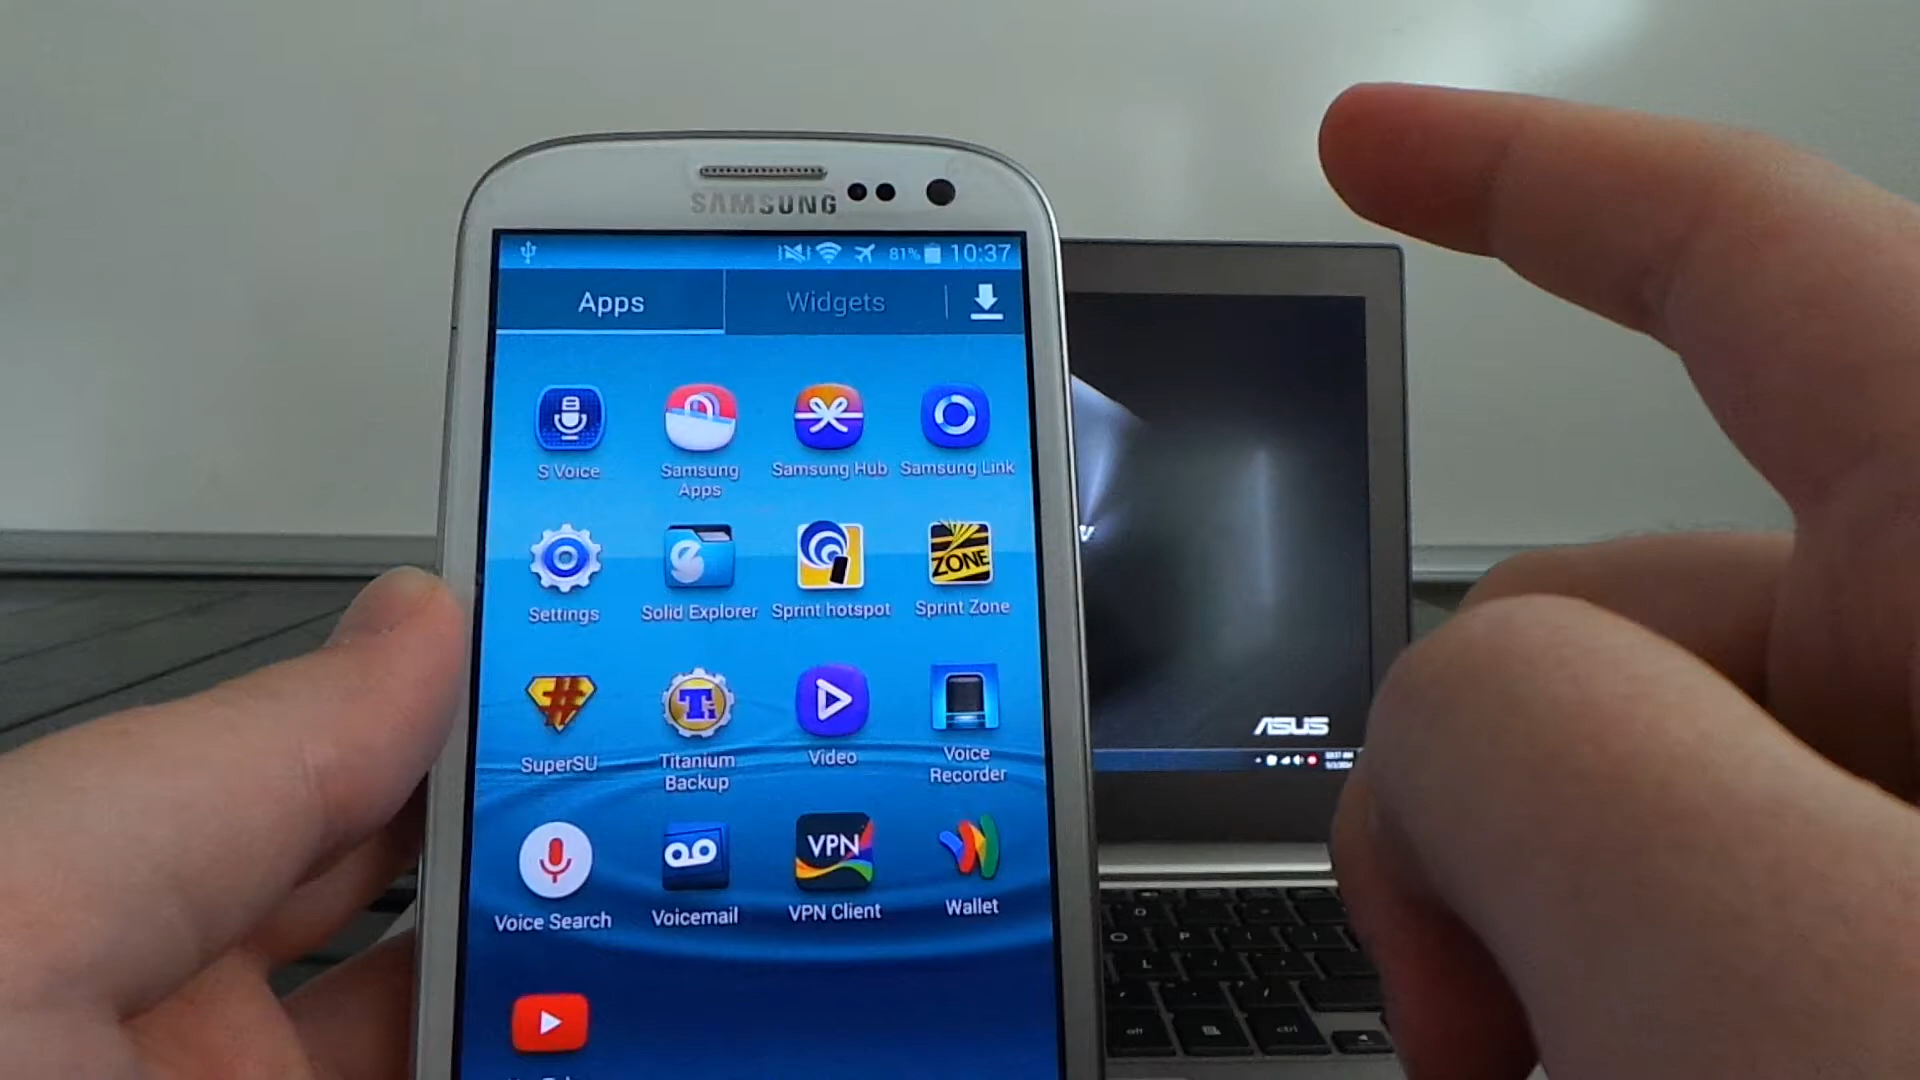 SAMSUNG
81% 10:37
Apps Widgets
S Voice
Samsung
Apps
Samsung Hub
Samsung Link
Settings
Solid Explorer
Sprint hotspot
ZONE
Sprint Zone
SuperSU
Titanium
Backup
Video
Voice
Recorder
Voice Search
Voicemail
VPN
VPN Client
Wallet
ASUS